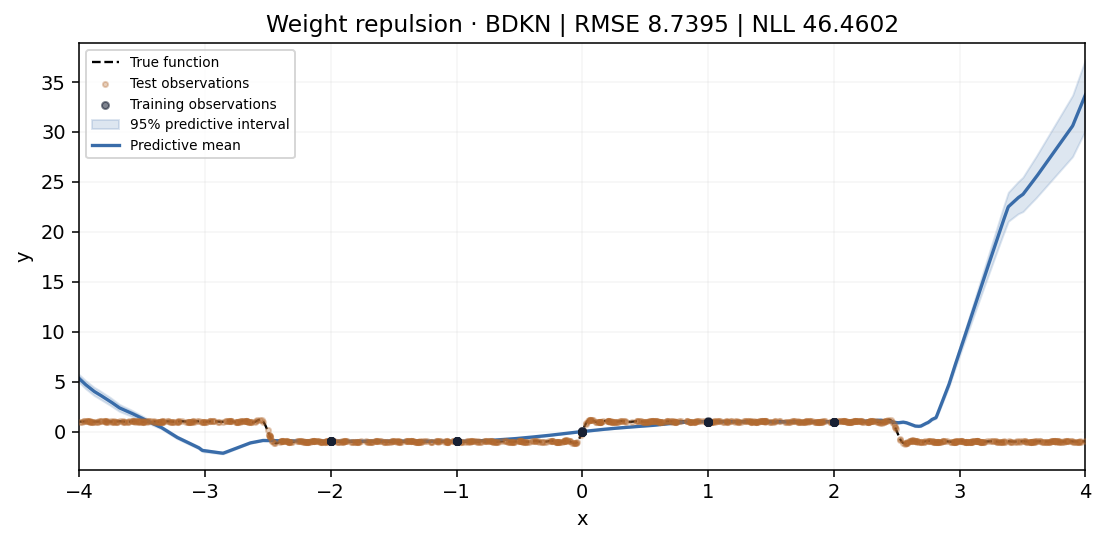 Weight repulsion · BDKN | RMSE 8.7395 | NLL 46.4602
True function
Test observations
Training observations
95% predictive interval
Predictive mean
y
35
30
25
20
15
10
5
0
−4 −3 −2 −1 0 1 2 3 4
x